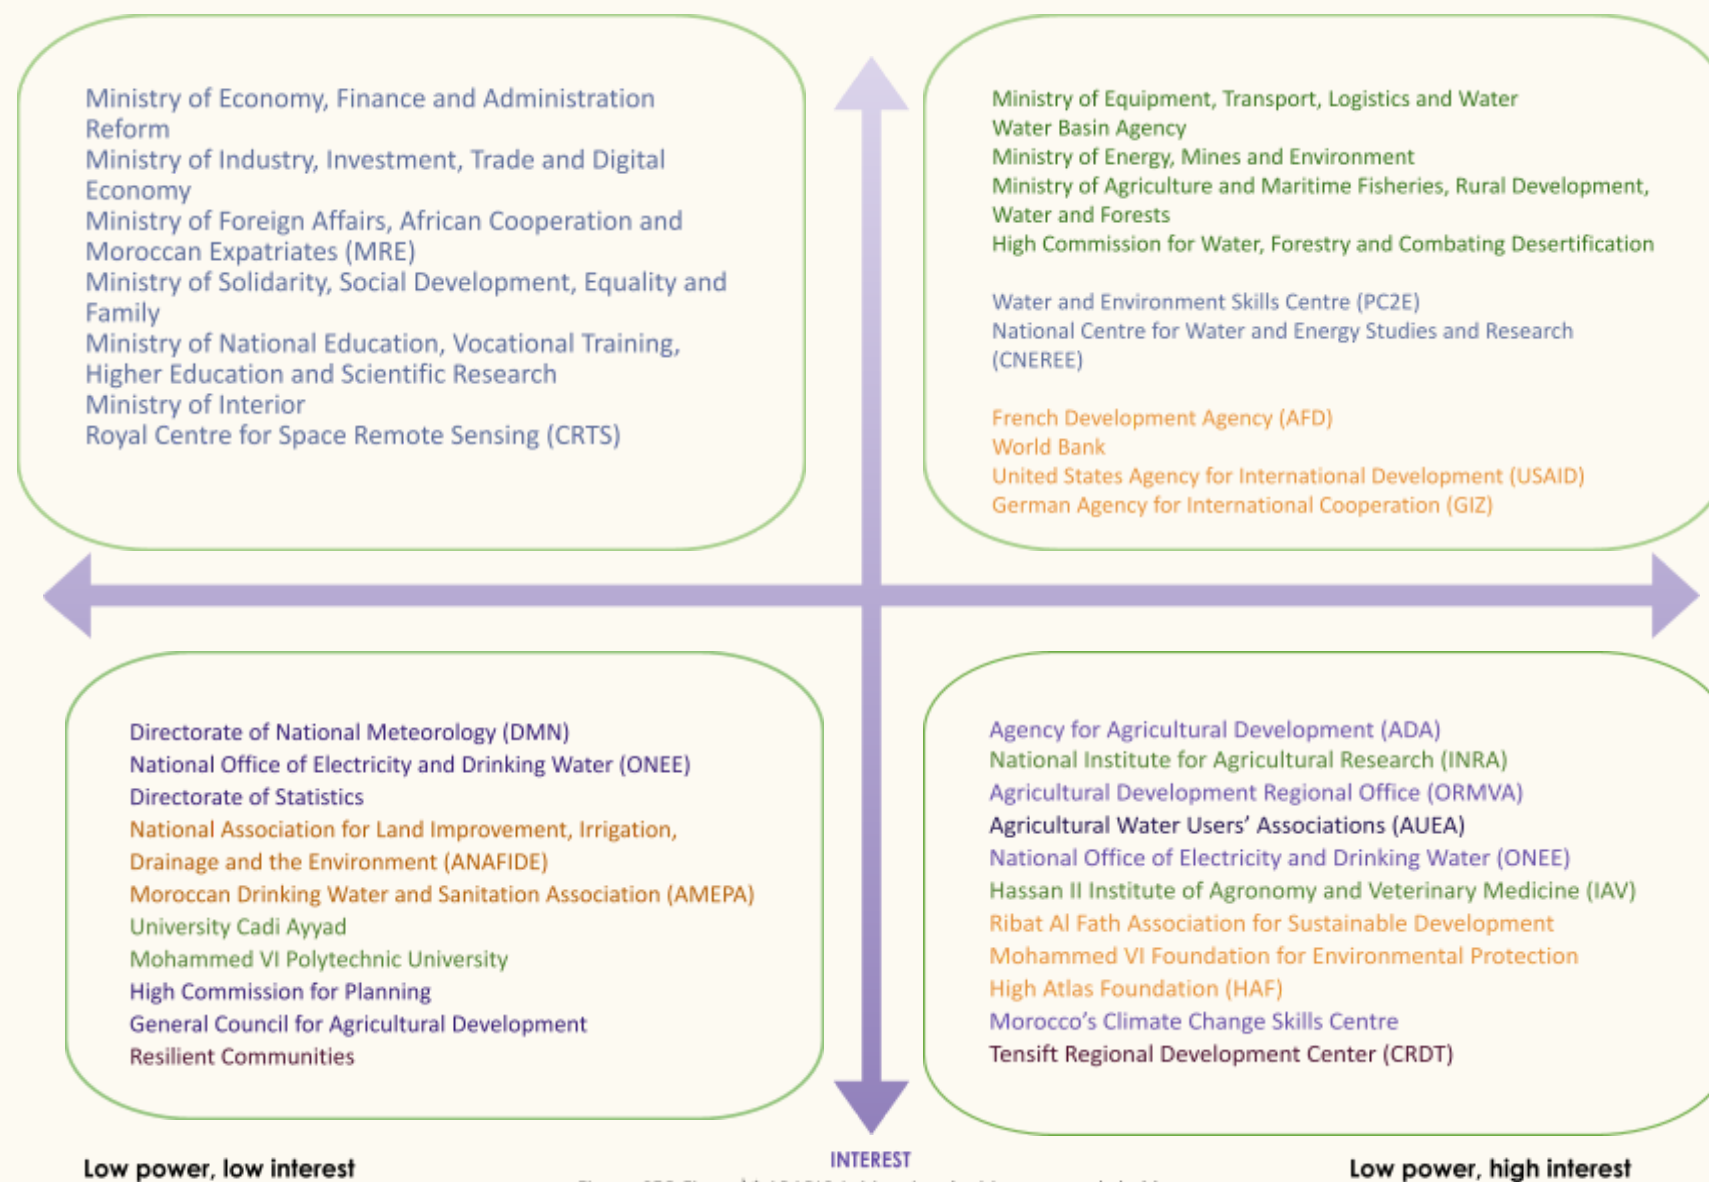 Ministry of Economy, Finance and Administration
Reform
Ministry of Industry, Investment, Trade and Digital
Economy
Ministry of Foreign Affairs, African Cooperation and
Moroccan Expatriates (MRE)
Ministry of Solidarity, Social Development, Equality and
Family
Ministry of National Education, Vocational Training,
Higher Education and Scientific Research
Ministry of Interior
Royal Centre for Space Remote Sensing (CRTS)
Ministry of Equipment, Transport, Logistics and Water
Water Basin Agency
Ministry of Energy, Mines and Environment
Ministry of Agriculture and Maritime Fisheries, Rural Development,
Water and Forests
High Commission for Water, Forestry and Combating Desertification
Water and Environment Skills Centre (PC2E)
National Centre for Water and Energy Studies and Research
(CNEREE)
French Development Agency (AFD)
World Bank
United States Agency for International Development (USAID)
German Agency for International Cooperation (GIZ)
Directorate of National Meteorology (DMN)
National Office of Electricity and Drinking Water (ONEE)
Directorate of Statistics
National Association for Land Improvement, Irrigation,
Drainage and the Environment (ANAFIDE)
Moroccan Drinking Water and Sanitation Association (AMEPA)
University Cadi Ayyad
Mohammed VI Polytechnic University
High Commission for Planning
General Council for Agricultural Development
Resilient Communities
Agency for Agricultural Development (ADA)
National Institute for Agricultural Research (INRA)
Agricultural Development Regional Office (ORMVA)
Agricultural Water Users' Associations (AUEA)
National Office of Electricity and Drinking Water (ONEE)
Hassan II Institute of Agronomy and Veterinary Medicine (IAV)
Ribat Al Fath Association for Sustainable Development
Mohammed VI Foundation for Environmental Protection
High Atlas Foundation (HAF)
Morocco's Climate Change Skills Centre
Tensift Regional Development Center (CRDT)
Low power, low interest
INTEREST
Low power, high interest